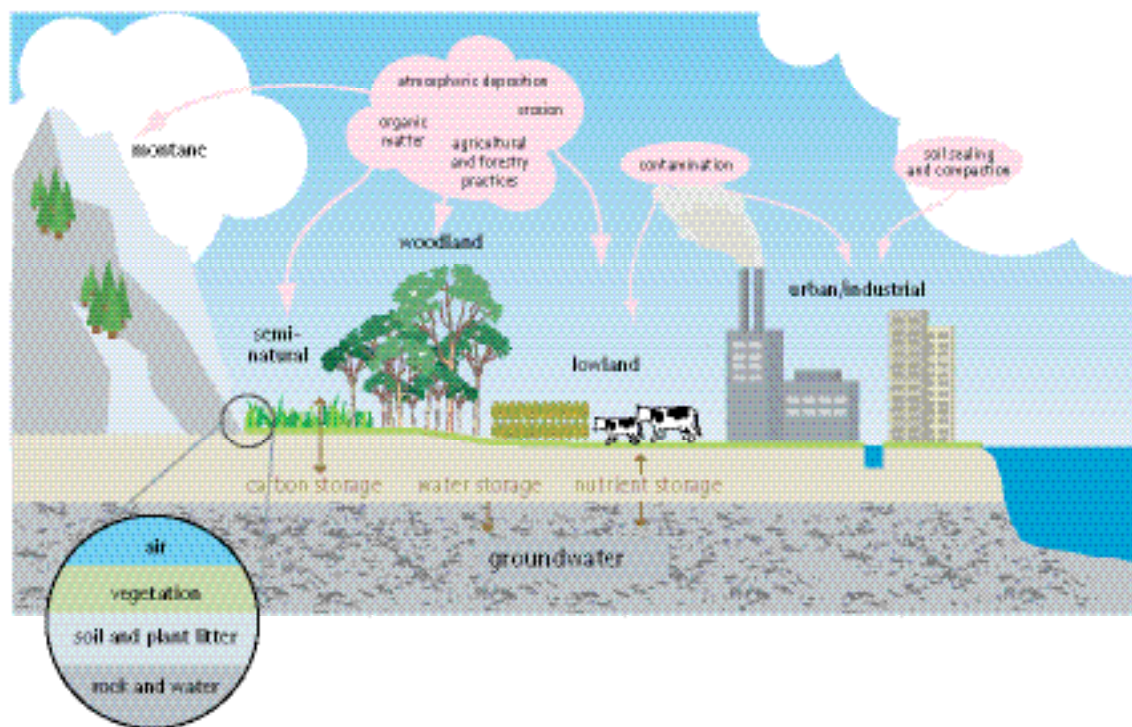 atmospheric deposition
erosion
organic
matter
agricultural
and forestry
practices
montane
contamination
soil sealing
and compaction
woodland
urban/industrial
semi-
natural
lowland
carbon storage
water storage
nutrient storage
groundwater
air
vegetation
soil and plant litter
rock and water